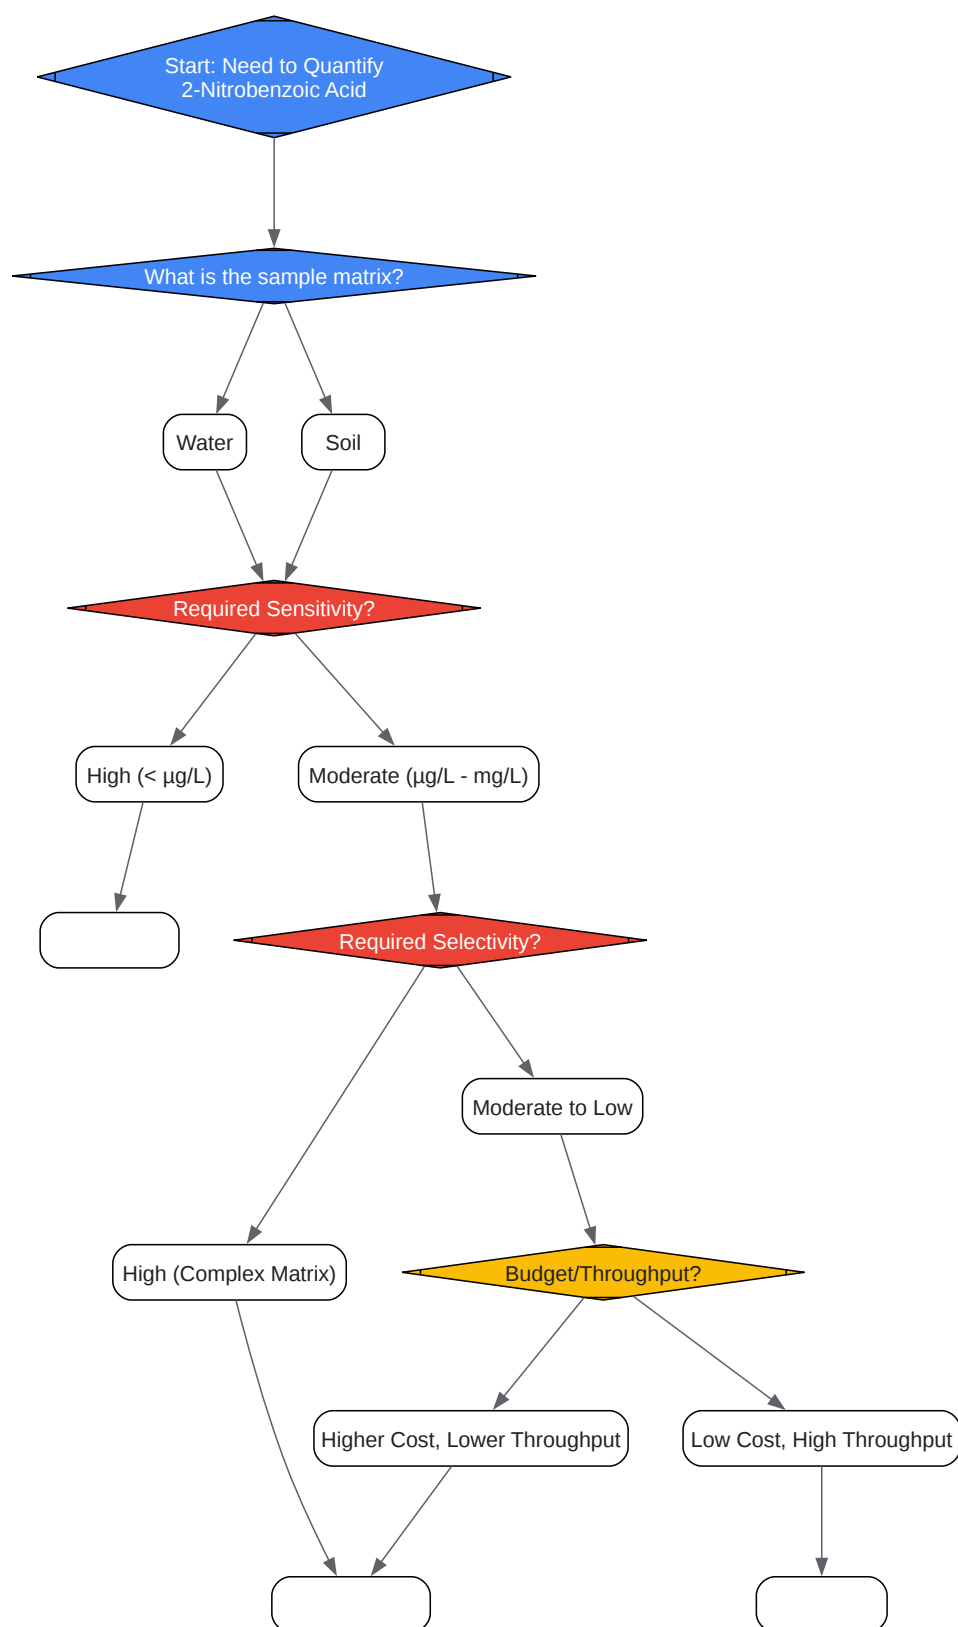 Start: Need to Quantify
2-Nitrobenzoic Acid
What is the sample matrix?
Water
Soil
Required Sensitivity?
High (< µg/L)
Moderate (µg/L - mg/L)
Required Selectivity?
Moderate to Low
High (Complex Matrix)
Budget/Throughput?
Higher Cost, Lower Throughput
Low Cost, High Throughput